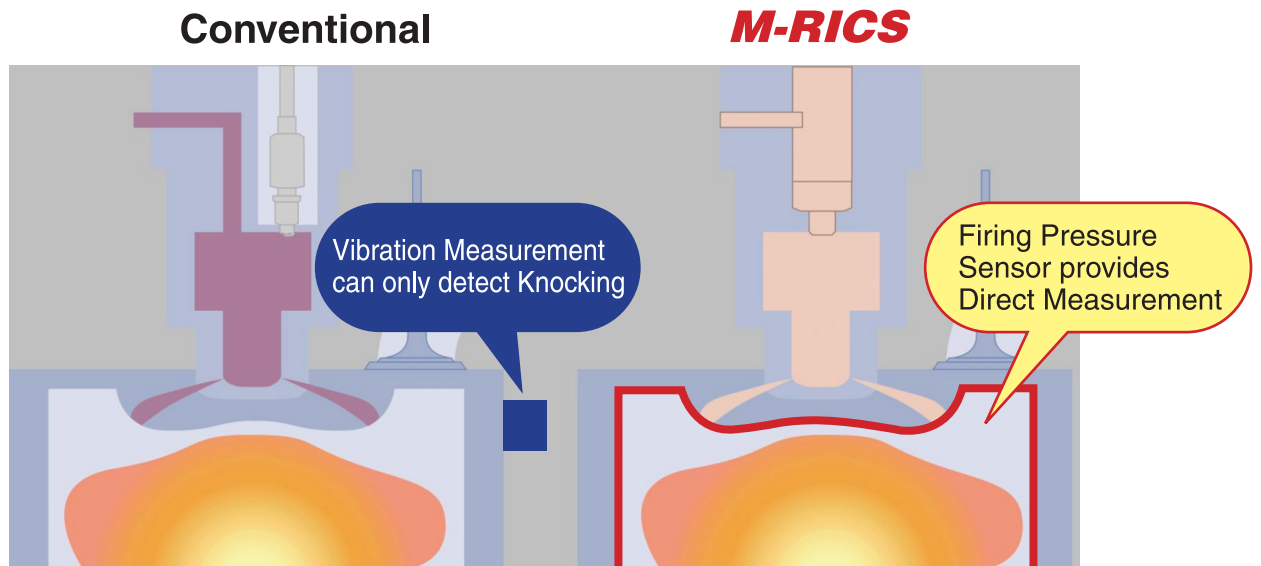 Conventional
M-RICS
Vibration Measurement
can only detect Knocking
Firing Pressure
Sensor provides
Direct Measurement